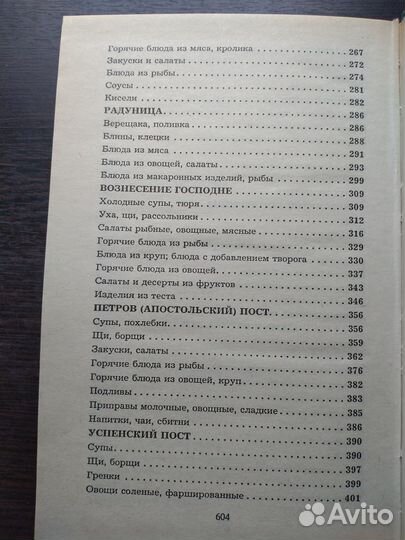 Горячие блюда из мяса, кролика . . . . . . . . . . . . . . . . . 267
Закуски и салаты . . . . . . . . . . . . . . . . . . . . . . . . . . . 272
Блюда из рыбы . . . . . . . . . . . . . . . . . . . . . . . . . . . . . 274
Соусы . . . . . . . . . . . . . . . . . . . . . . . . . . . . . . . . . . . . 281
Кисели . . . . . . . . . . . . . . . . . . . . . . . . . . . . . . . . . . . 282
РАДУНИЦА . . . . . . . . . . . . . . . . . . . . . . . . . . . . . . . 286
Верещака, поливка . . . . . . . . . . . . . . . . . . . . . . . . . . 286
Блины, клецки . . . . . . . . . . . . . . . . . . . . . . . . . . . . . 288
Блюда из мяса . . . . . . . . . . . . . . . . . . . . . . . . . . . . . 291
Блюда из овощей, салаты . . . . . . . . . . . . . . . . . . . . . 293
Блюда из макаронных изделий, рыбы . . . . . . . . . . . . 299
ВОЗНЕСЕНИЕ ГОСПОДНЕ . . . . . . . . . . . . . . . . . . . . 309
Холодные супы, тюря . . . . . . . . . . . . . . . . . . . . . . . . 309
Уха, щи, рассольники . . . . . . . . . . . . . . . . . . . . . . . . 312
Салаты рыбные, овощные, мясные . . . . . . . . . . . . . . 316
Горячие блюда из рыбы . . . . . . . . . . . . . . . . . . . . . . 329
Блюда из круп; блюда с добавлением творога . . . . . 330
Горячие блюда из овощей . . . . . . . . . . . . . . . . . . . . . 337
Салаты и десерты из фруктов . . . . . . . . . . . . . . . . . . 343
Изделия из теста . . . . . . . . . . . . . . . . . . . . . . . . . . . 346
ПЕТРОВ (АПОСТОЛЬСКИЙ) ПОСТ . . . . . . . . . . . . . . 356
Супы, похлебки . . . . . . . . . . . . . . . . . . . . . . . . . . . . 356
Щи, борщи . . . . . . . . . . . . . . . . . . . . . . . . . . . . . . . . 359
Закуски, салаты . . . . . . . . . . . . . . . . . . . . . . . . . . . . 362
Горячие блюда из рыбы . . . . . . . . . . . . . . . . . . . . . . 376
Горячие блюда из овощей, круп . . . . . . . . . . . . . . . . 382
Подливы . . . . . . . . . . . . . . . . . . . . . . . . . . . . . . . . . . 383
Приправы молочные, овощные, сладкие . . . . . . . . . . 385
Напитки, чаи, сбитни . . . . . . . . . . . . . . . . . . . . . . . . 386
УСПЕНСКИЙ ПОСТ . . . . . . . . . . . . . . . . . . . . . . . . . . 390
Супы . . . . . . . . . . . . . . . . . . . . . . . . . . . . . . . . . . . . . 390
Щи, борщи . . . . . . . . . . . . . . . . . . . . . . . . . . . . . . . . 397
Гренки . . . . . . . . . . . . . . . . . . . . . . . . . . . . . . . . . . . 399
Овощи соленые, фаршированные . . . . . . . . . . . . . . . 401
604
Avito